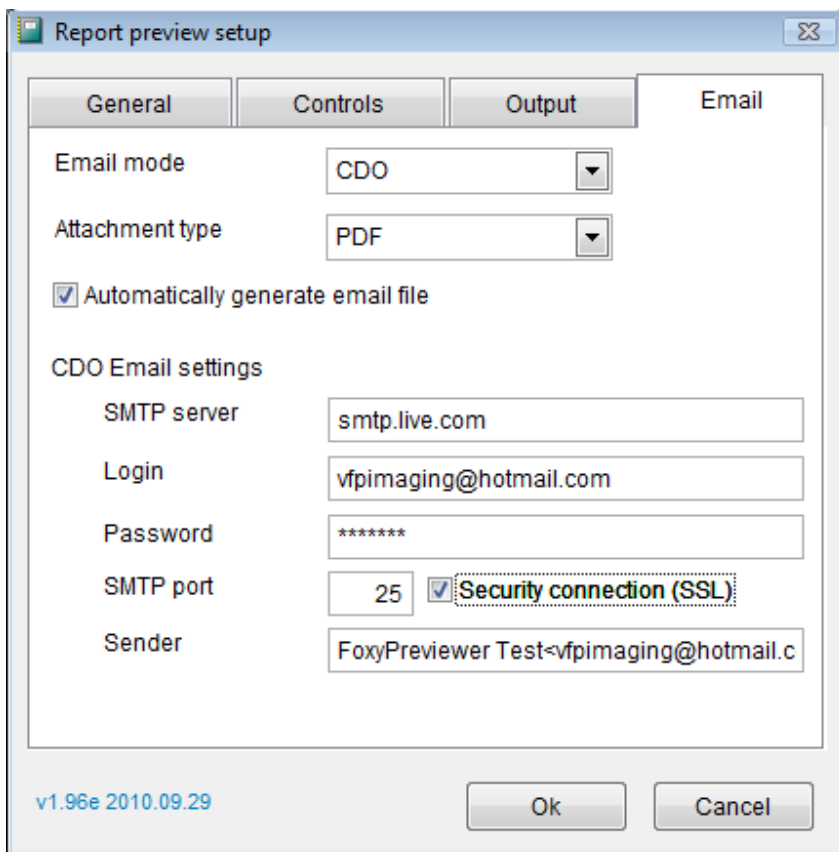 Report preview setup
General Controls Output Email
Email mode CDO
Attachment type PDF
Automatically generate email file
CDO Email settings
SMTP server smtp.live.com
Login vfpimaging@hotmail.com
Password *******
SMTP port 25 Security connection (SSL)
Sender FoxyPreviewer Test<vfpimaging@hotmail.c
v1.96e 2010.09.29 Ok Cancel